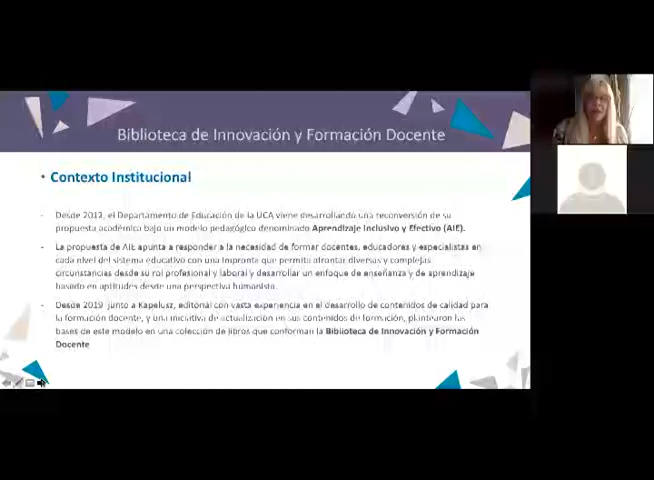 Biblioteca de Innovación y Formación Docente
• Contexto Institucional
- Desde 2012, el Departamento de Educación de la UCA viene desarrollando una reconversión de su
propuesta académica bajo un modelo pedagógico denominado Aprendizaje Inclusivo y Efectivo (AIE).
- La propuesta de AIE apunta a responder a la necesidad de formar docentes, educadores y especialistas en
cada nivel del sistema educativo con una impronta que permita afrontar diversas y complejas
circunstancias desde su rol profesional y laboral y desarrollar un enfoque de enseñanza y de aprendizaje
basado en aptitudes desde una perspectiva humanista.
- Desde 2019 junto a Kapelusz, editorial con vasta experiencia en el desarrollo de contenidos de calidad para
la formación docente, y una iniciativa de actualización en sus contenidos de formación, plantearon las
bases de este modelo en una colección de libros que conforman la Biblioteca de Innovación y Formación
Docente